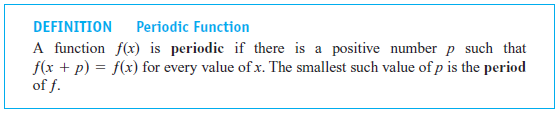 DEFINITION Periodic Function
A function f(x) is periodic if there is a positive number p such that
f(x + p) = f(x) for every value of x. The smallest such value of p is the period
of f.